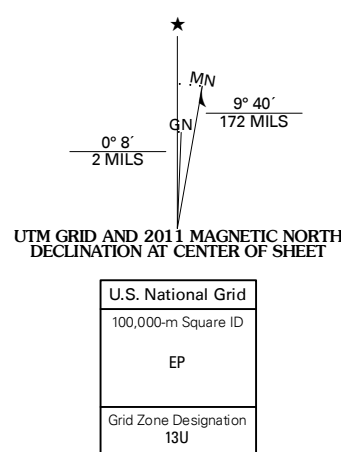 ★
MN
GN
9° 40´
172 MILS
0° 8´
2 MILS
UTM GRID AND 2011 MAGNETIC NORTH
DECLINATION AT CENTER OF SHEET
U.S. National Grid
100,000-m Square ID
EP
Grid Zone Designation
13U